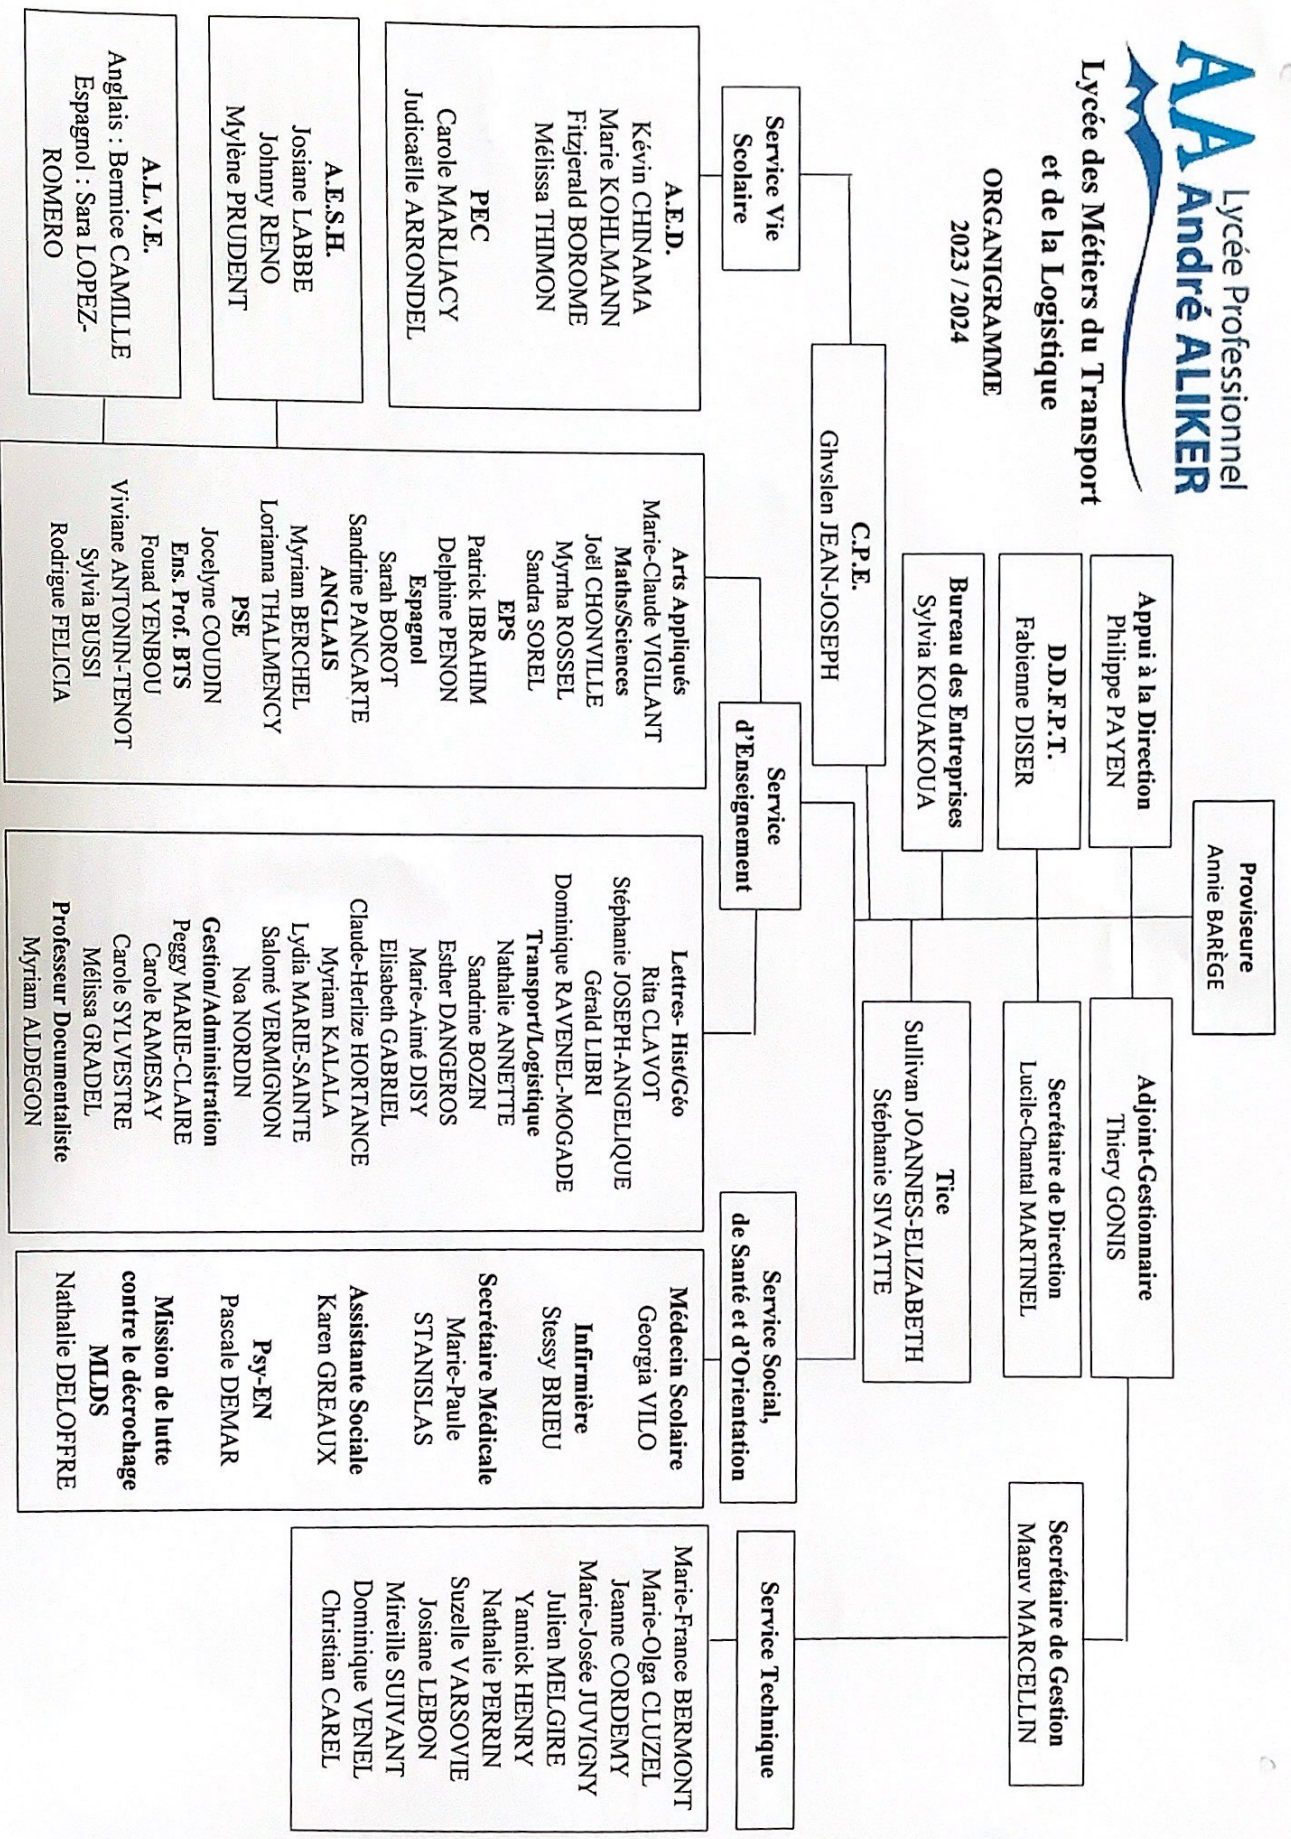 Lycée Professionnel
AA André ALIKER
Lycée des Métiers du Transport
et de la Logistique
ORGANIGRAMME
2023 / 2024
Proviseure
Annie BARÈGE
Appui à la Direction
Philippe PAYEN
Adjoint-Gestionnaire
Thiery GONIS
D.D.F.P.T.
Fabienne DISER
Secrétaire de Direction
Lucile-Chantal MARTINEL
Secrétaire de Gestion
Maguy MARCELLIN
Bureau des Entreprises
Sylvia KOUAKOUA
Tice
Sullivan JOANNES-ELIZABETH
Stéphanie SIVATTE
C.P.E.
Ghyslen JEAN-JOSEPH
Service Vie
Scolaire
Service
d'Enseignement
Service Social,
de Santé et d'Orientation
Service Technique
A.E.D.
Kévin CHINAMA
Marie KOHLMANN
Fitzjerald BOROME
Mélissa THIMON
PEC
Carole MARLIACY
Judicaëlle ARRONDEL
A.E.S.H.
Josiane LABBE
Johnny RENO
Mylène PRUDENT
A.L.V.E.
Anglais : Bermice CAMILLE
Espagnol : Sara LOPEZ-
ROMERO
Arts Appliqués
Marie-Claude VIGILANT
Maths/Sciences
Joël CHONVILLE
Myrrha ROSSEL
Sandra SOREL
EPS
Patrick IBRAHIM
Delphine PENON
Espagnol
Sarah BOROT
Sandrine PANCARTE
ANGLAIS
Myriam BERCHEL
Lorianna THALMENCY
PSE
Jocelyne COUDIN
Ens. Prof. BTS
Fouad YENBOU
Viviane ANTONIN-TENOT
Sylvia BUSSI
Rodrigue FELICIA
Lettres- Hist/Géo
Rita CLAVOT
Stéphanie JOSEPH-ANGELIQUE
Gérald LIBRI
Dominique RAVENEL-MOGADE
Transport/Logistique
Nathalie ANNETTE
Sandrine BOZIN
Esther DANGEROS
Marie-Aimé DISY
Elisabeth GABRIEL
Claude-Herlize HORTANCE
Myriam KALALA
Lydia MARIE-SAINTE
Salomé VERMIGNON
Noa NORDIN
Gestion/Administration
Peggy MARIE-CLAIRE
Carole RAMESAY
Carole SYLVESTRE
Mélissa GRADEL
Professeur Documentaliste
Myriam ALDEGON
Médecin Scolaire
Georgia VILO
Infirmière
Stessy BRIEU
Secrétaire Médicale
Marie-Paule
STANISLAS
Assistante Sociale
Karen GREAUX
Psy-EN
Pascale DEMAR
Mission de lutte
contre le décrochage
MLDS
Nathalie DELOFFRE
Marie-France BERMONT
Marie-Olga CLUZEL
Jeanne CORDEMY
Marie-Josée JUVIGNY
Julien MELGIRE
Yannick HENRY
Nathalie PERRIN
Suzelle VARSOVIE
Josiane LEBON
Mireille SUIVANT
Dominique VENEL
Christian CAREL